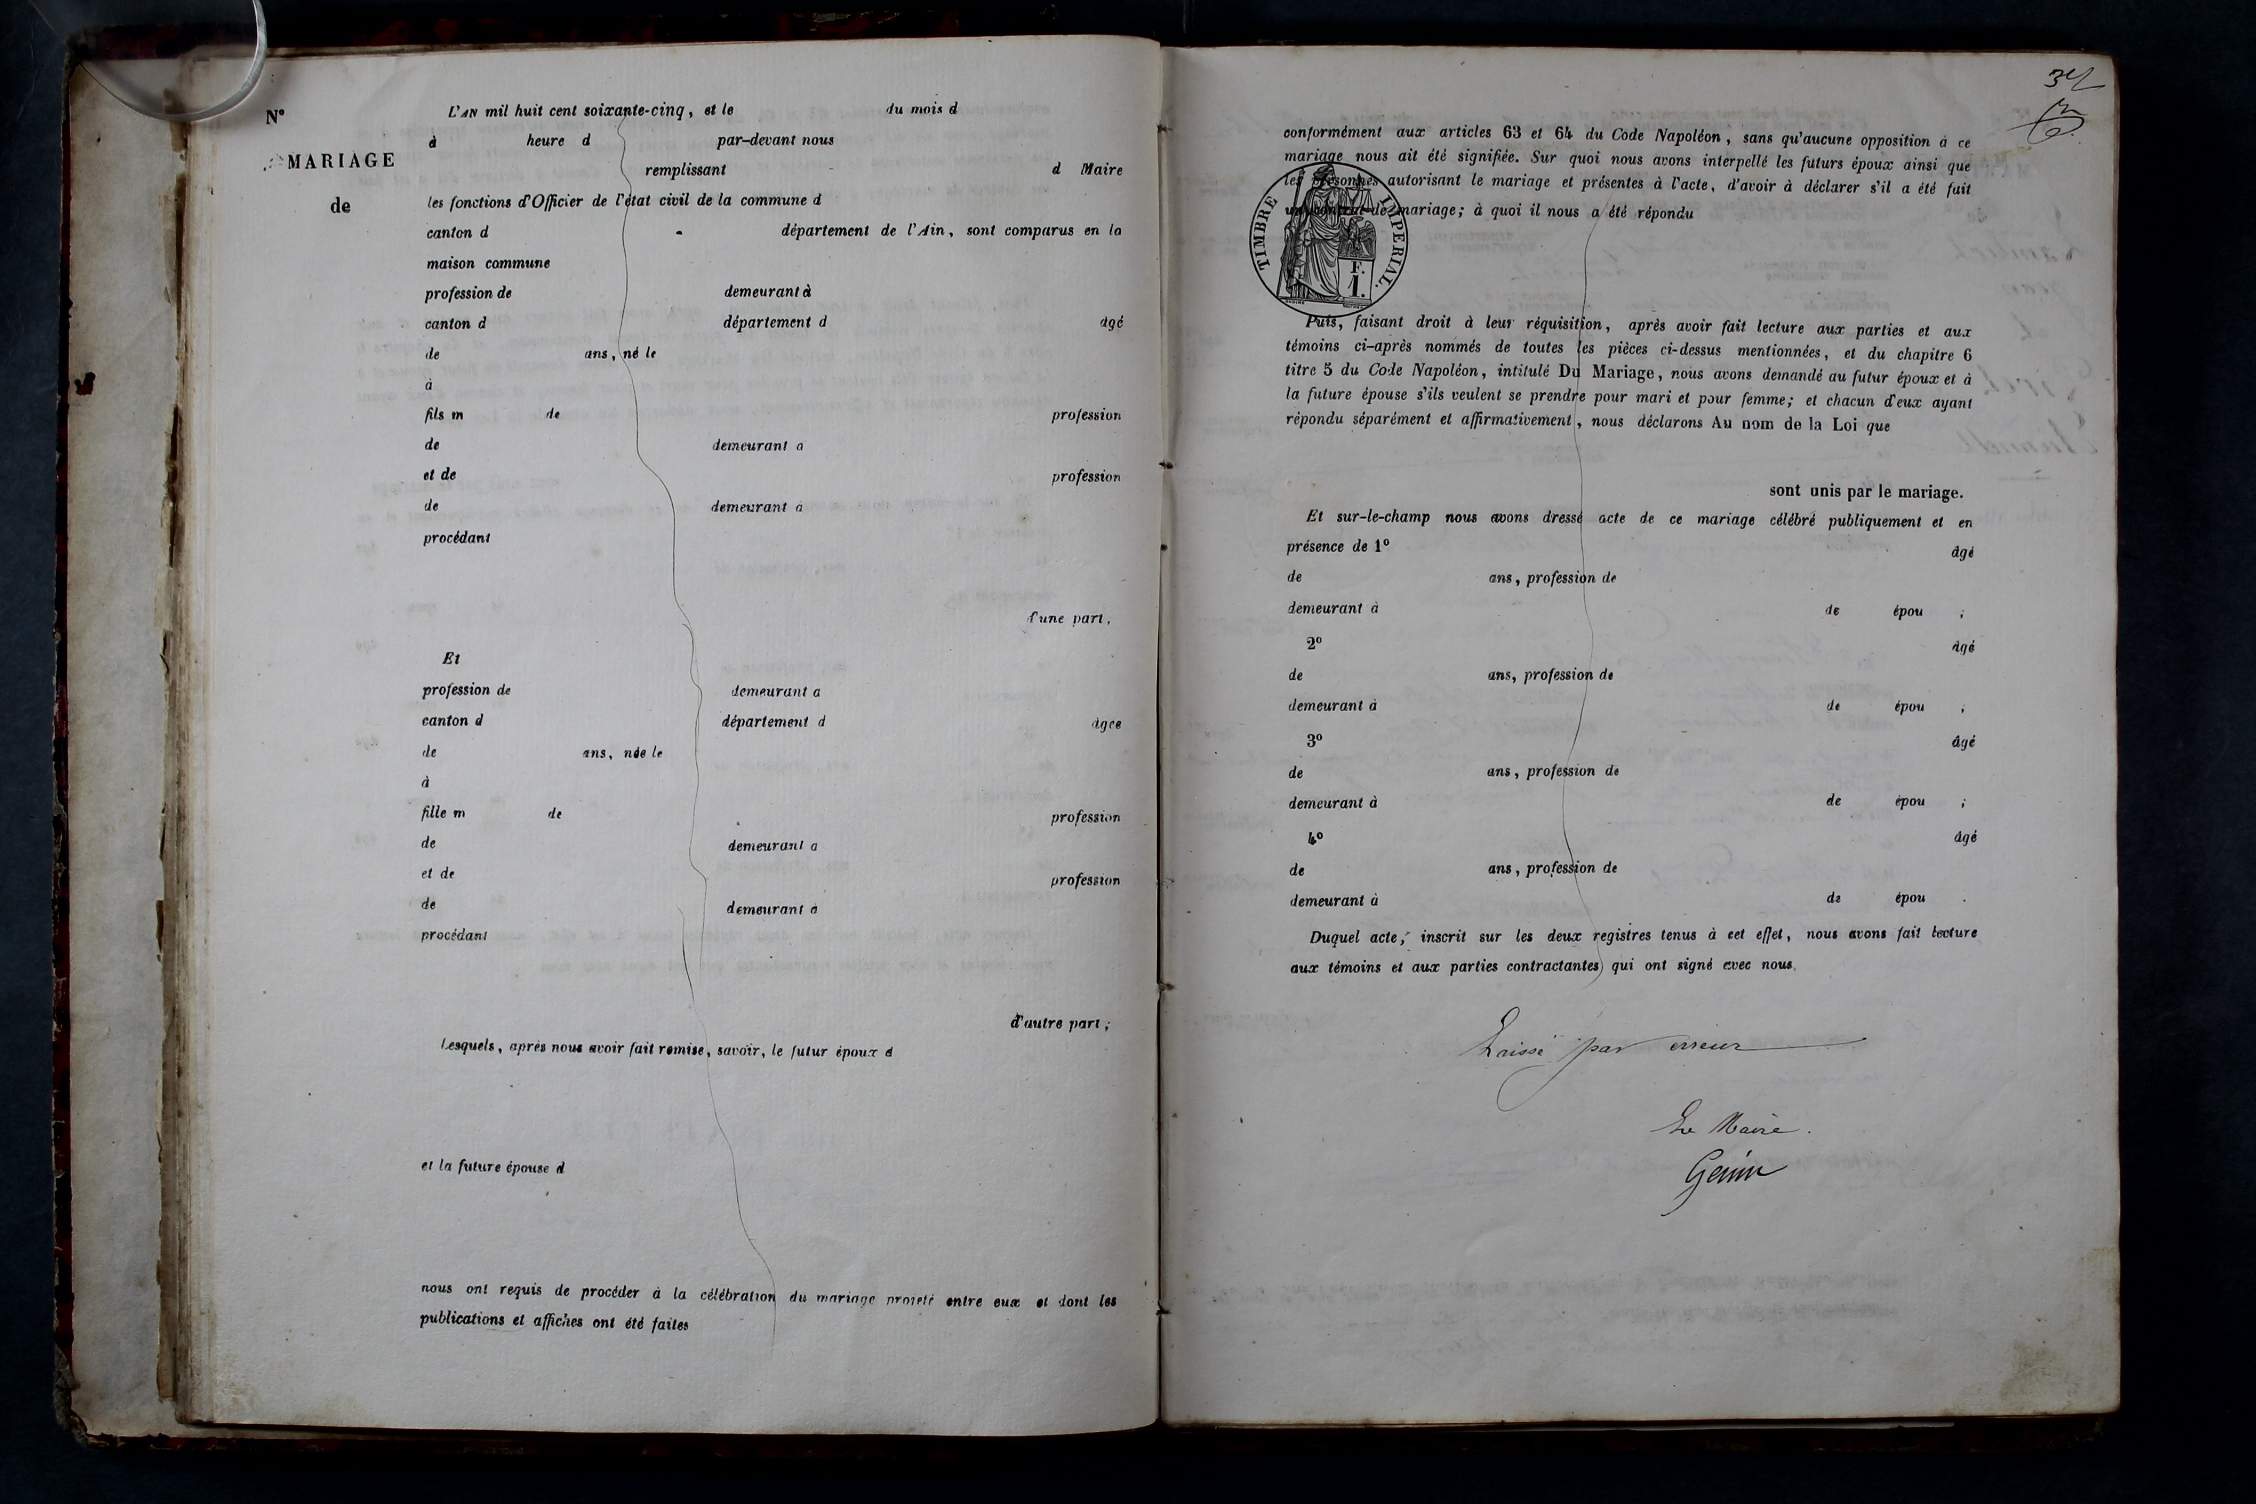 N°
MARIAGE
de
L'AN mil huit cent soixante-cinq, et le du mois d
à heure d par-devant nous
remplissant d Maire
les fonctions d'Officier de l'état civil de la commune d
canton d département de l'Ain, sont comparus en la
maison commune
profession de demeurant à
canton d département d âgé
de ans, né le
à
fils m de profession
de demeurant à
et de profession
de demeurant à
procédant
d'une part,
Et
profession de demeurant à
canton d département d âgée
de ans, née le
à
fille m de profession
de demeurant à
et de profession
de demeurant à
procédant
d'autre part;
Lesquels, après nous avoir fait remise, savoir, le futur époux d
et la future épouse d
nous ont requis de procéder à la célébration du mariage projeté entre eux et dont les
publications et affiches ont été faites
34
conformément aux articles 63 et 64 du Code Napoléon, sans qu'aucune opposition à ce
mariage nous ait été signifiée. Sur quoi nous avons interpellé les futurs époux ainsi que
les personnes autorisant le mariage et présentes à l'acte, d'avoir à déclarer s'il a été fait
un contrat de mariage; à quoi il nous a été répondu
TIMBRE IMPERIAL.
F.
1.
Puis, faisant droit à leur réquisition, après avoir fait lecture aux parties et aux
témoins ci-après nommés de toutes les pièces ci-dessus mentionnées, et du chapitre 6
titre 5 du Code Napoléon, intitulé Du Mariage, nous avons demandé au futur époux et à
la future épouse s'ils veulent se prendre pour mari et pour femme; et chacun d'eux ayant
répondu séparément et affirmativement, nous déclarons Au nom de la Loi que
sont unis par le mariage.
Et sur-le-champ nous avons dressé acte de ce mariage célébré publiquement et en
présence de 1° âgé
de ans, profession de
demeurant à de épou ;
2° âgé
de ans, profession de
demeurant à de épou ;
3° âgé
de ans, profession de
demeurant à de épou ;
4° âgé
de ans, profession de
demeurant à de épou .
Duquel acte, inscrit sur les deux registres tenus à cet effet, nous avons fait lecture
aux témoins et aux parties contractantes qui ont signé avec nous.
Laissé par erreur
Le Maire.
Genin